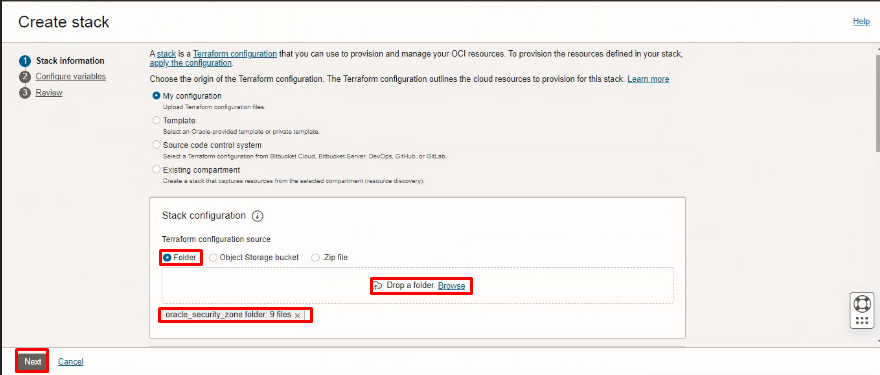 Create stack
Help
1 Stack information
2 Configure variables
3 Review
A stack is a Terraform configuration that you can use to provision and manage your OCI resources. To provision the resources defined in your stack,
apply the configuration.
Choose the origin of the Terraform configuration. The Terraform configuration outlines the cloud resources to provision for this stack. Learn more
My configuration
Upload Terraform configuration files.
Template
Select an Oracle-provided template or private template.
Source code control system
Select a Terraform configuration from Bitbucket Cloud, Bitbucket Server, DevOps, GitHub, or GitLab.
Existing compartment
Create a stack that captures resources from the selected compartment (resource discovery).
Stack configuration i
Terraform configuration source
Folder Object Storage bucket .Zip file
Drop a folder. Browse
oracle_security_zone folder: 9 files ×
Next Cancel